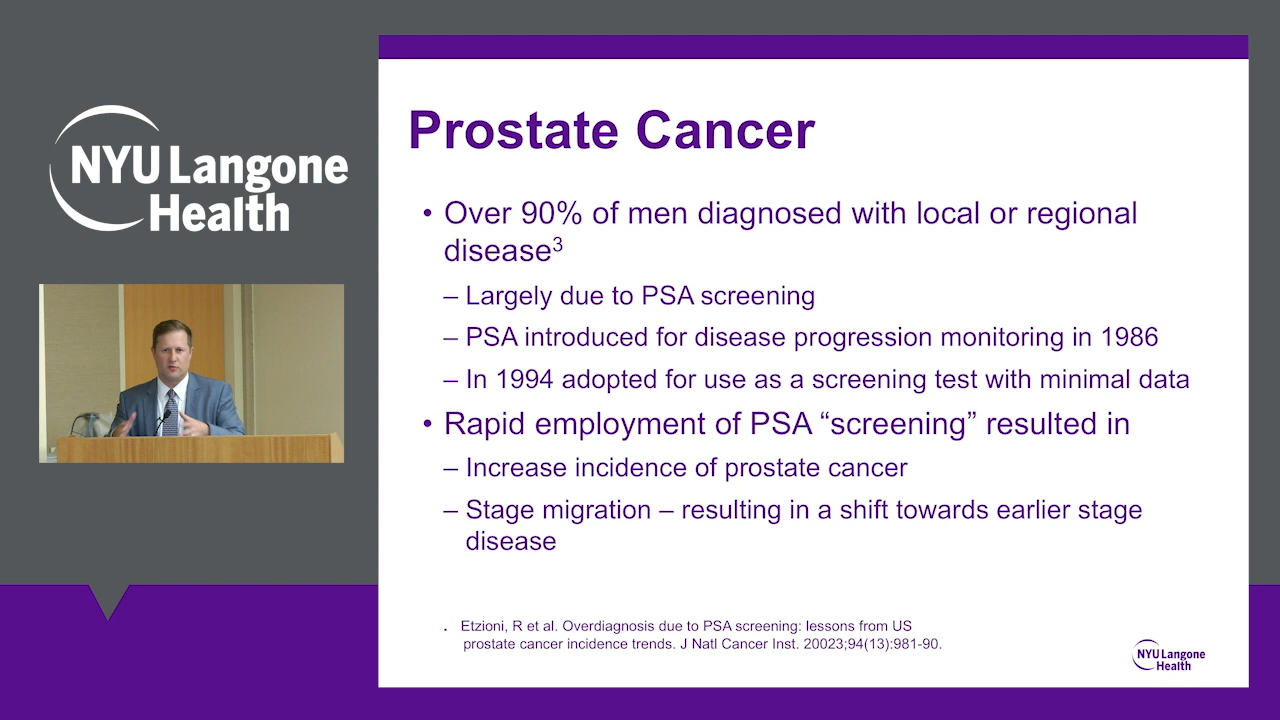 NYU Langone
Health
Prostate Cancer
• Over 90% of men diagnosed with local or regional
disease3
– Largely due to PSA screening
– PSA introduced for disease progression monitoring in 1986
– In 1994 adopted for use as a screening test with minimal data
• Rapid employment of PSA “screening” resulted in
– Increase incidence of prostate cancer
– Stage migration – resulting in a shift towards earlier stage
disease
. Etzioni, R et al. Overdiagnosis due to PSA screening: lessons from US
prostate cancer incidence trends. J Natl Cancer Inst. 20023;94(13):981-90.
NYU Langone
Health